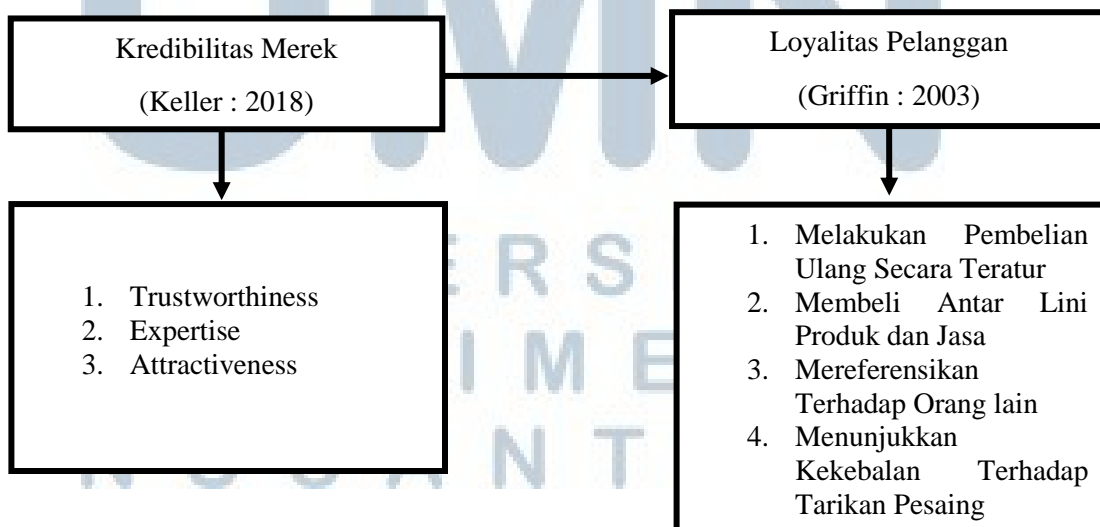 Kredibilitas Merek
(Keller : 2018)
Loyalitas Pelanggan
(Griffin : 2003)
1. Trustworthiness
2. Expertise
3. Attractiveness
1. Melakukan Pembelian
Ulang Secara Teratur
2. Membeli Antar Lini
Produk dan Jasa
3. Mereferensikan
Terhadap Orang lain
4. Menunjukkan
Kekebalan Terhadap
Tarikan Pesaing